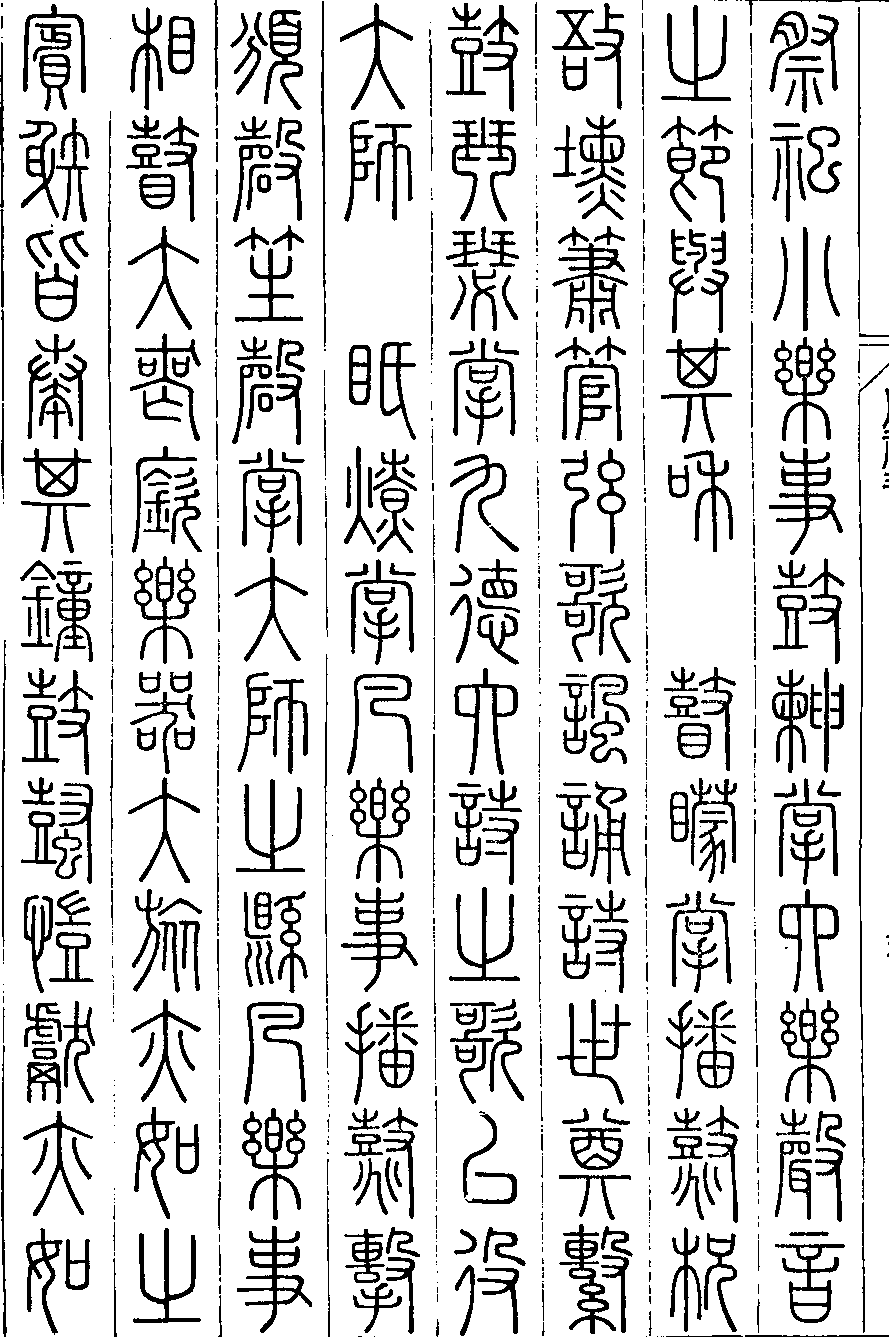 祭祀小樂事鼓朄掌六樂聲音
之節與其和　瞽矇掌播鼗柷
敔壎簫管弦歌諷誦詩世奠繫
鼓琴瑟掌九德六詩之歌以役
大師　眡瞭掌凡樂事播鼗擊
頌磬笙磬掌大師之縣凡樂事
相瞽大喪廞樂器大旅亦如之
賓射皆奏其鐘鼓鼜愷獻亦如